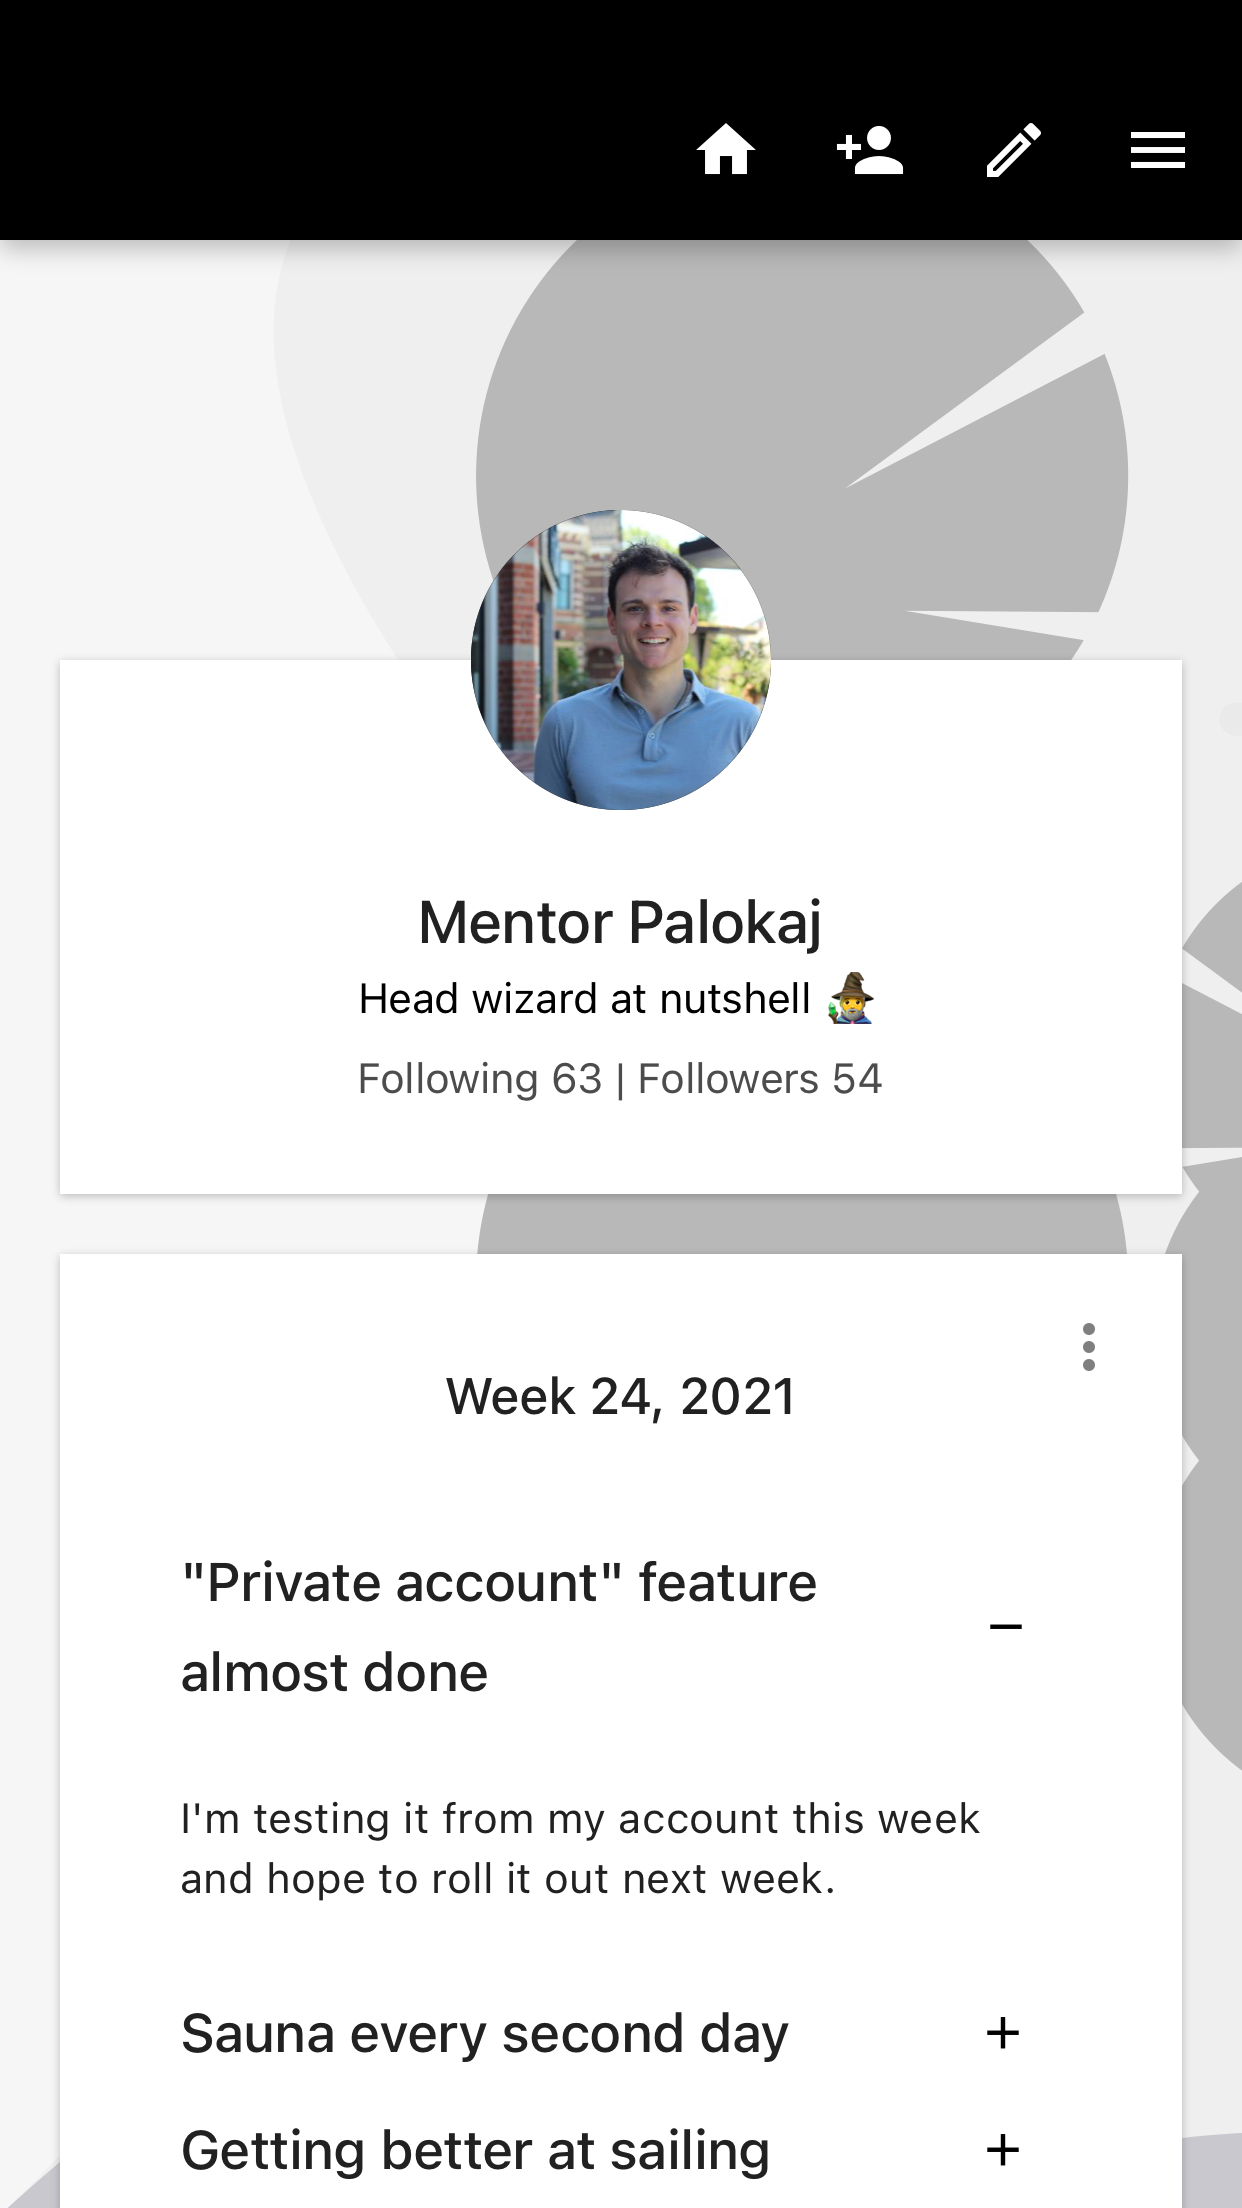 Mentor Palokaj
Head wizard at nutshell 🧙‍♂️
Following 63 | Followers 54
Week 24, 2021
"Private account" feature
almost done
I'm testing it from my account this week
and hope to roll it out next week.
Sauna every second day
Getting better at sailing